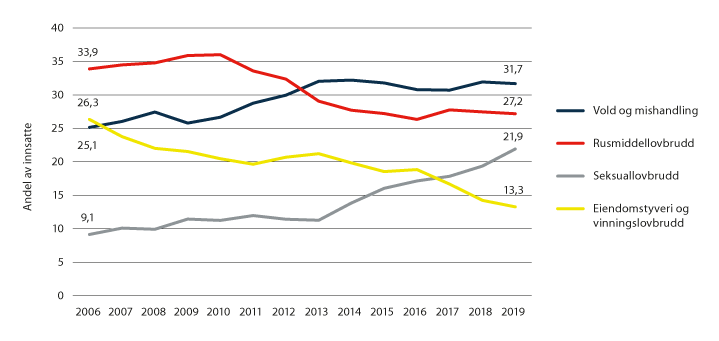 Andel av innsatte
40
35
30
25
20
15
10
5
0
33,9
26,3
25,1
9,1
31,7
27,2
21,9
13,3
2006 2007 2008 2009 2010 2011 2012 2013 2014 2015 2016 2017 2018 2019
Vold og mishandling
Rusmiddellovbrudd
Seksuallovbrudd
Eiendomstyveri og
vinningslovbrudd